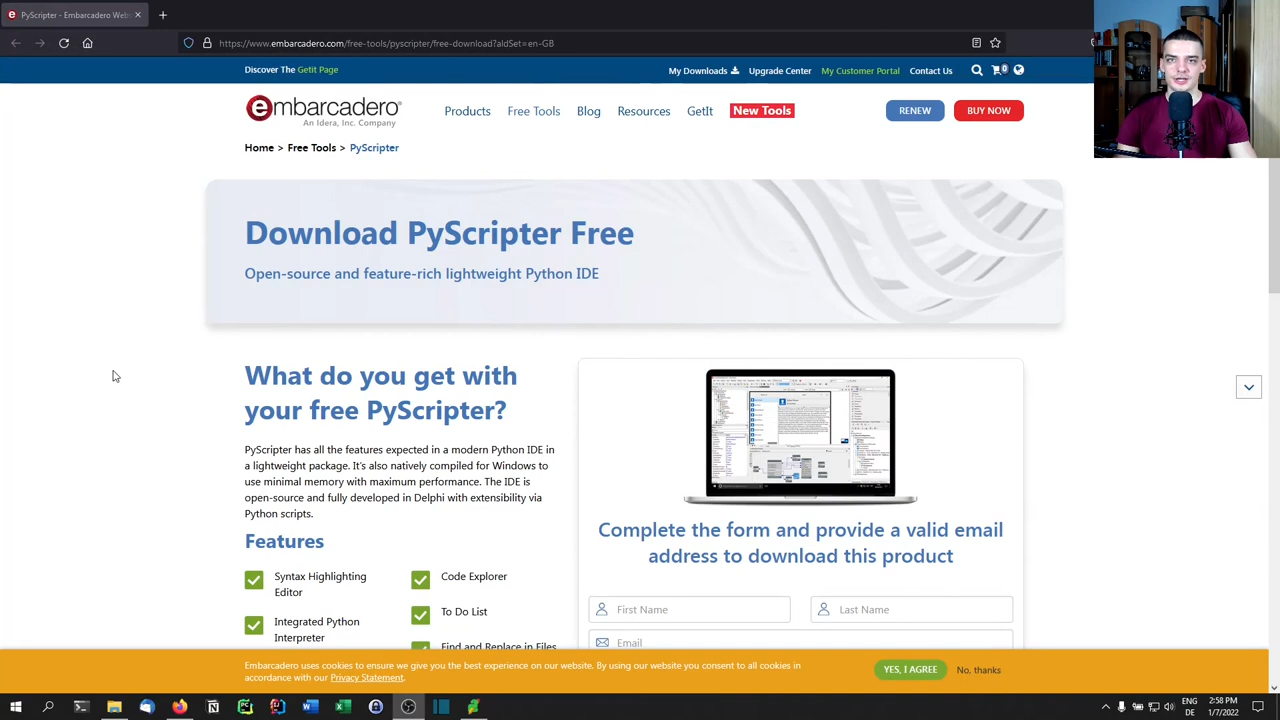 PyScripter - Embarcadero Web
https://www.embarcadero.com/free-tools/pyscripter/free-download?aldSet=en-GB
Discover The Getit Page
My Downloads
Upgrade Center
My Customer Portal
Contact Us
0
embarcadero®
An Idera, Inc. Company
Products
Free Tools
Blog
Resources
GetIt
New Tools
RENEW
BUY NOW
Home > Free Tools > PyScripter
Download PyScripter Free
Open-source and feature-rich lightweight Python IDE
What do you get with
your free PyScripter?
PyScripter has all the features expected in a modern Python IDE in
a lightweight package. It's also natively compiled for Windows to
use minimal memory with maximum performance. The IDE is
open-source and fully developed in Delphi with extensibility via
Python scripts.
Features
Syntax Highlighting
Editor
Code Explorer
To Do List
Integrated Python
Interpreter
Find and Replace in Files
Complete the form and provide a valid email
address to download this product
First Name
Last Name
Email
Embarcadero uses cookies to ensure we give you the best experience on our website. By using our website you consent to all cookies in
accordance with our Privacy Statement.
YES, I AGREE
No, thanks
ENG
DE
2:58 PM
1/7/2022